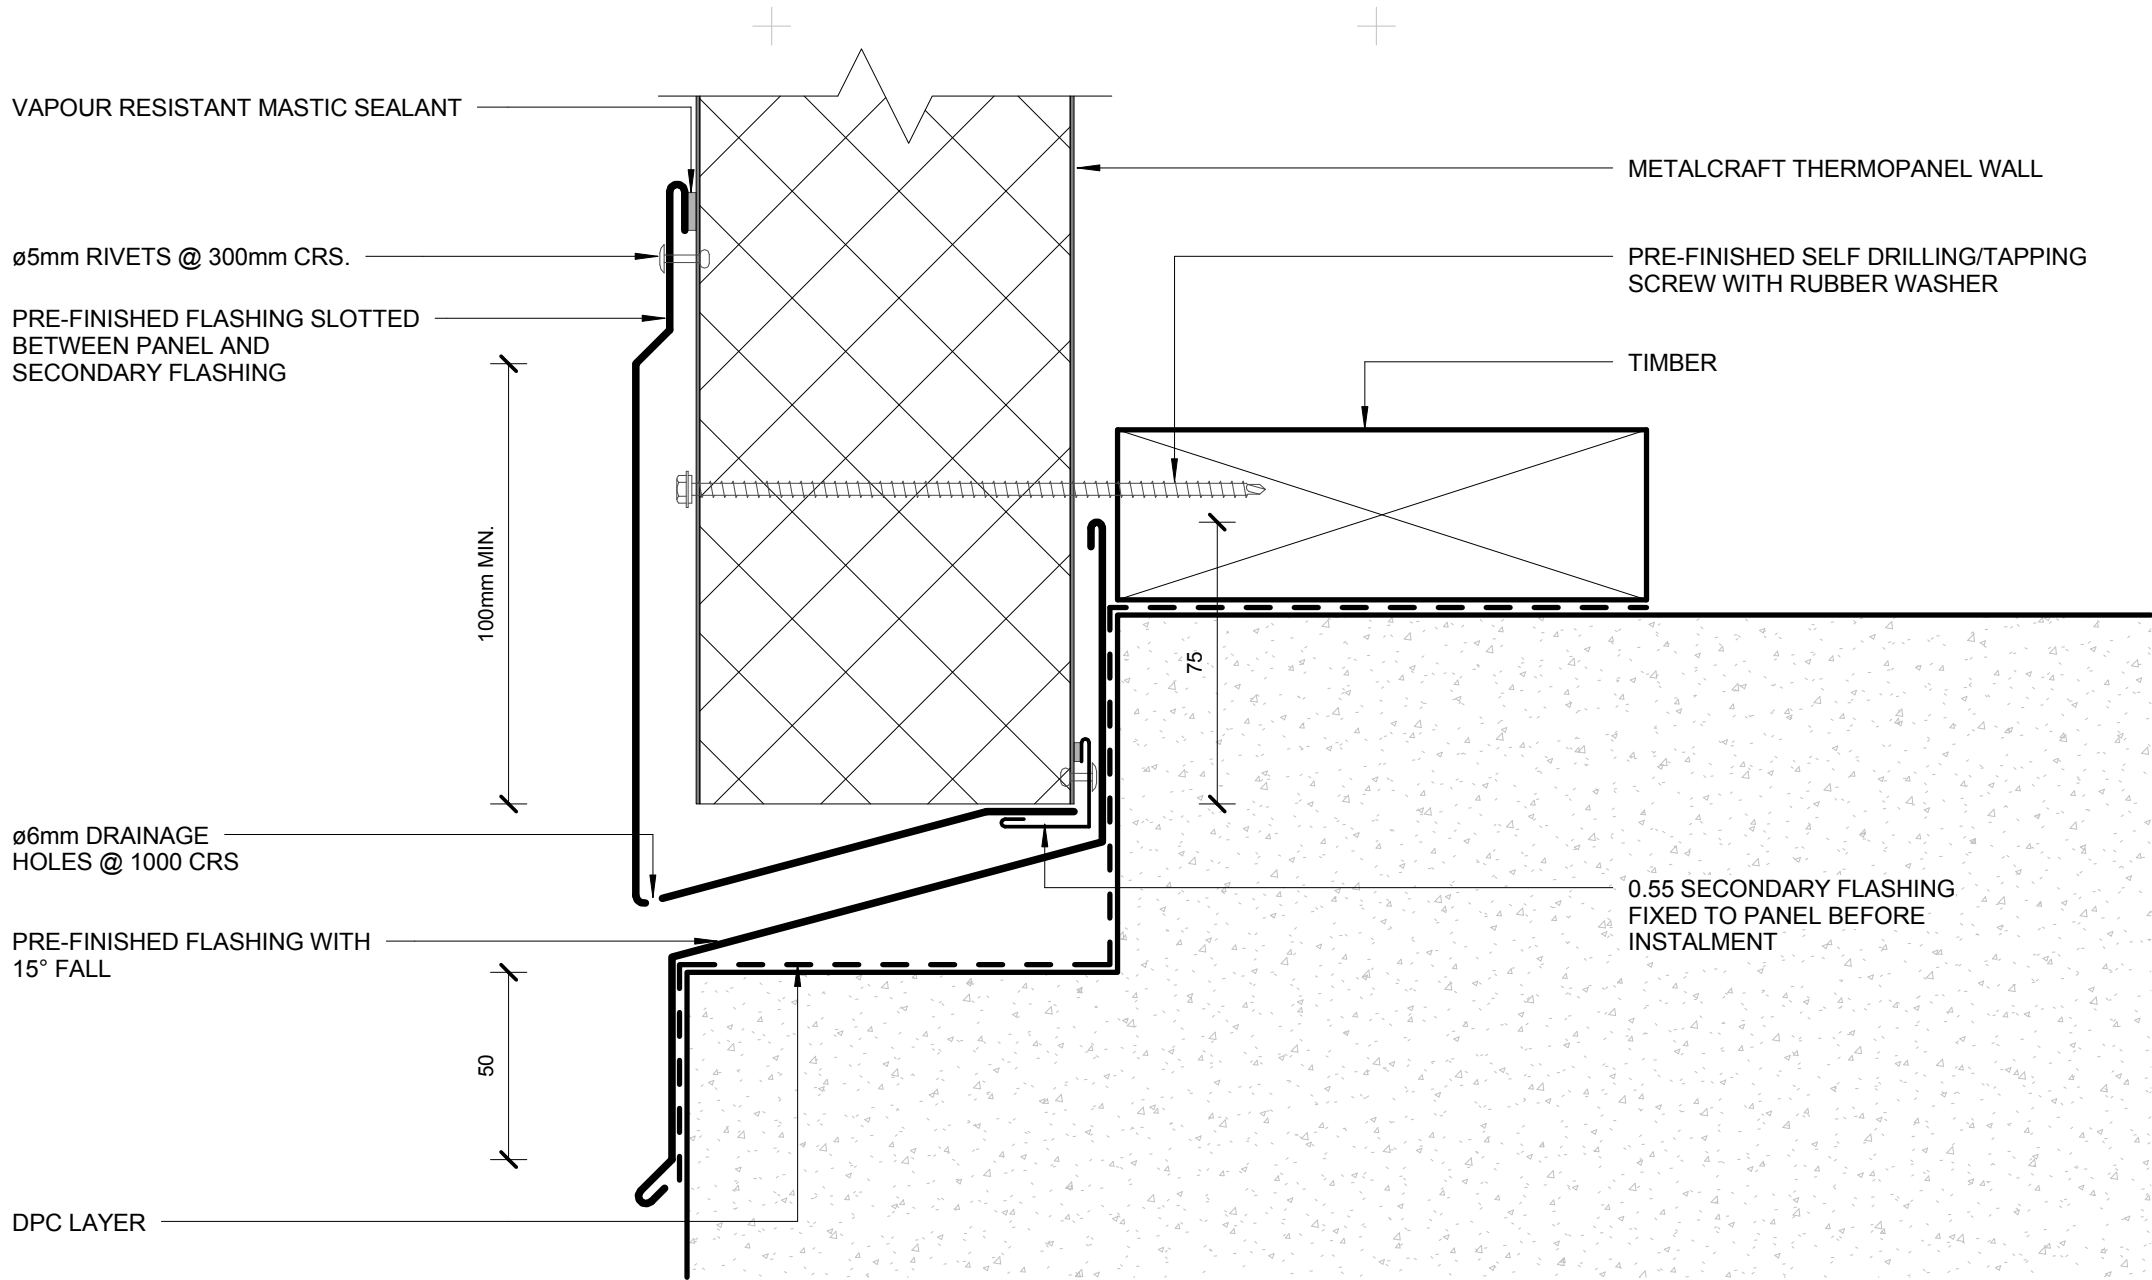 VAPOUR RESISTANT MASTIC SEALANT
ø5mm RIVETS @ 300mm CRS.
PRE-FINISHED FLASHING SLOTTED
BETWEEN PANEL AND
SECONDARY FLASHING
100mm MIN.
ø6mm DRAINAGE
HOLES @ 1000 CRS
PRE-FINISHED FLASHING WITH
15° FALL
50
DPC LAYER
METALCRAFT THERMOPANEL WALL
PRE-FINISHED SELF DRILLING/TAPPING
SCREW WITH RUBBER WASHER
TIMBER
75
0.55 SECONDARY FLASHING
FIXED TO PANEL BEFORE
INSTALMENT